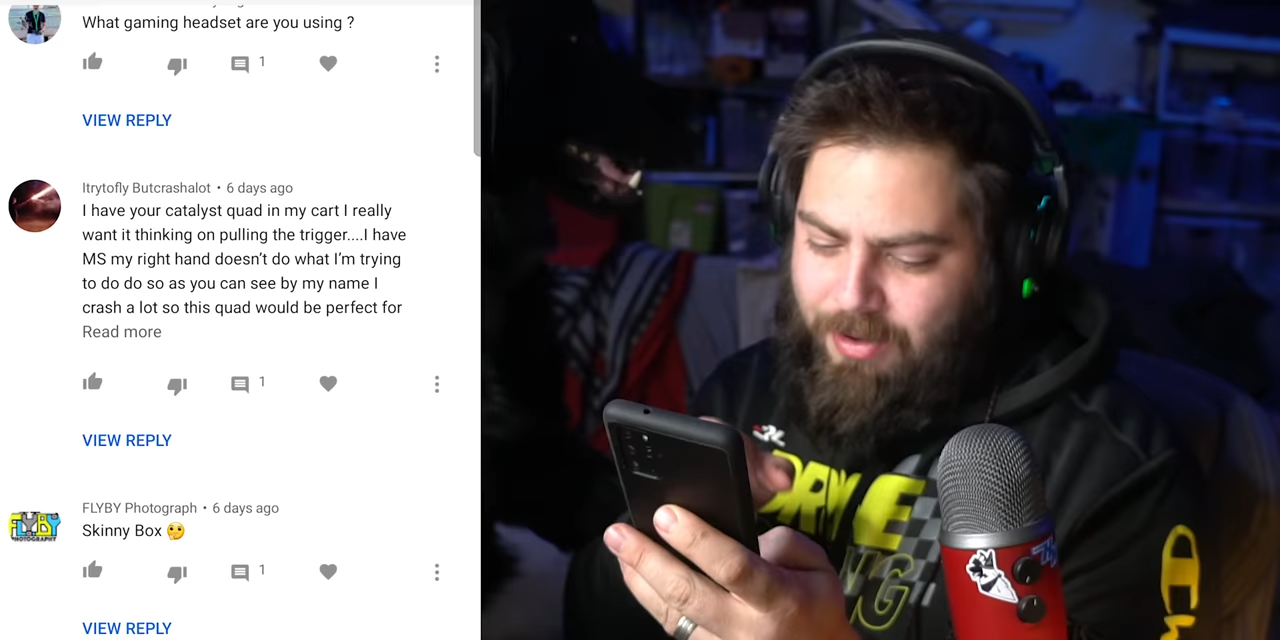 What gaming headset are you using ?
1
VIEW REPLY
Itrytofly Butcrashalot • 6 days ago
I have your catalyst quad in my cart I really
want it thinking on pulling the trigger....I have
MS my right hand doesn't do what I'm trying
to do do so as you can see by my name I
crash a lot so this quad would be perfect for
Read more
1
VIEW REPLY
FLYBY Photograph • 6 days ago
Skinny Box 🤔
1
VIEW REPLY
FLYBY